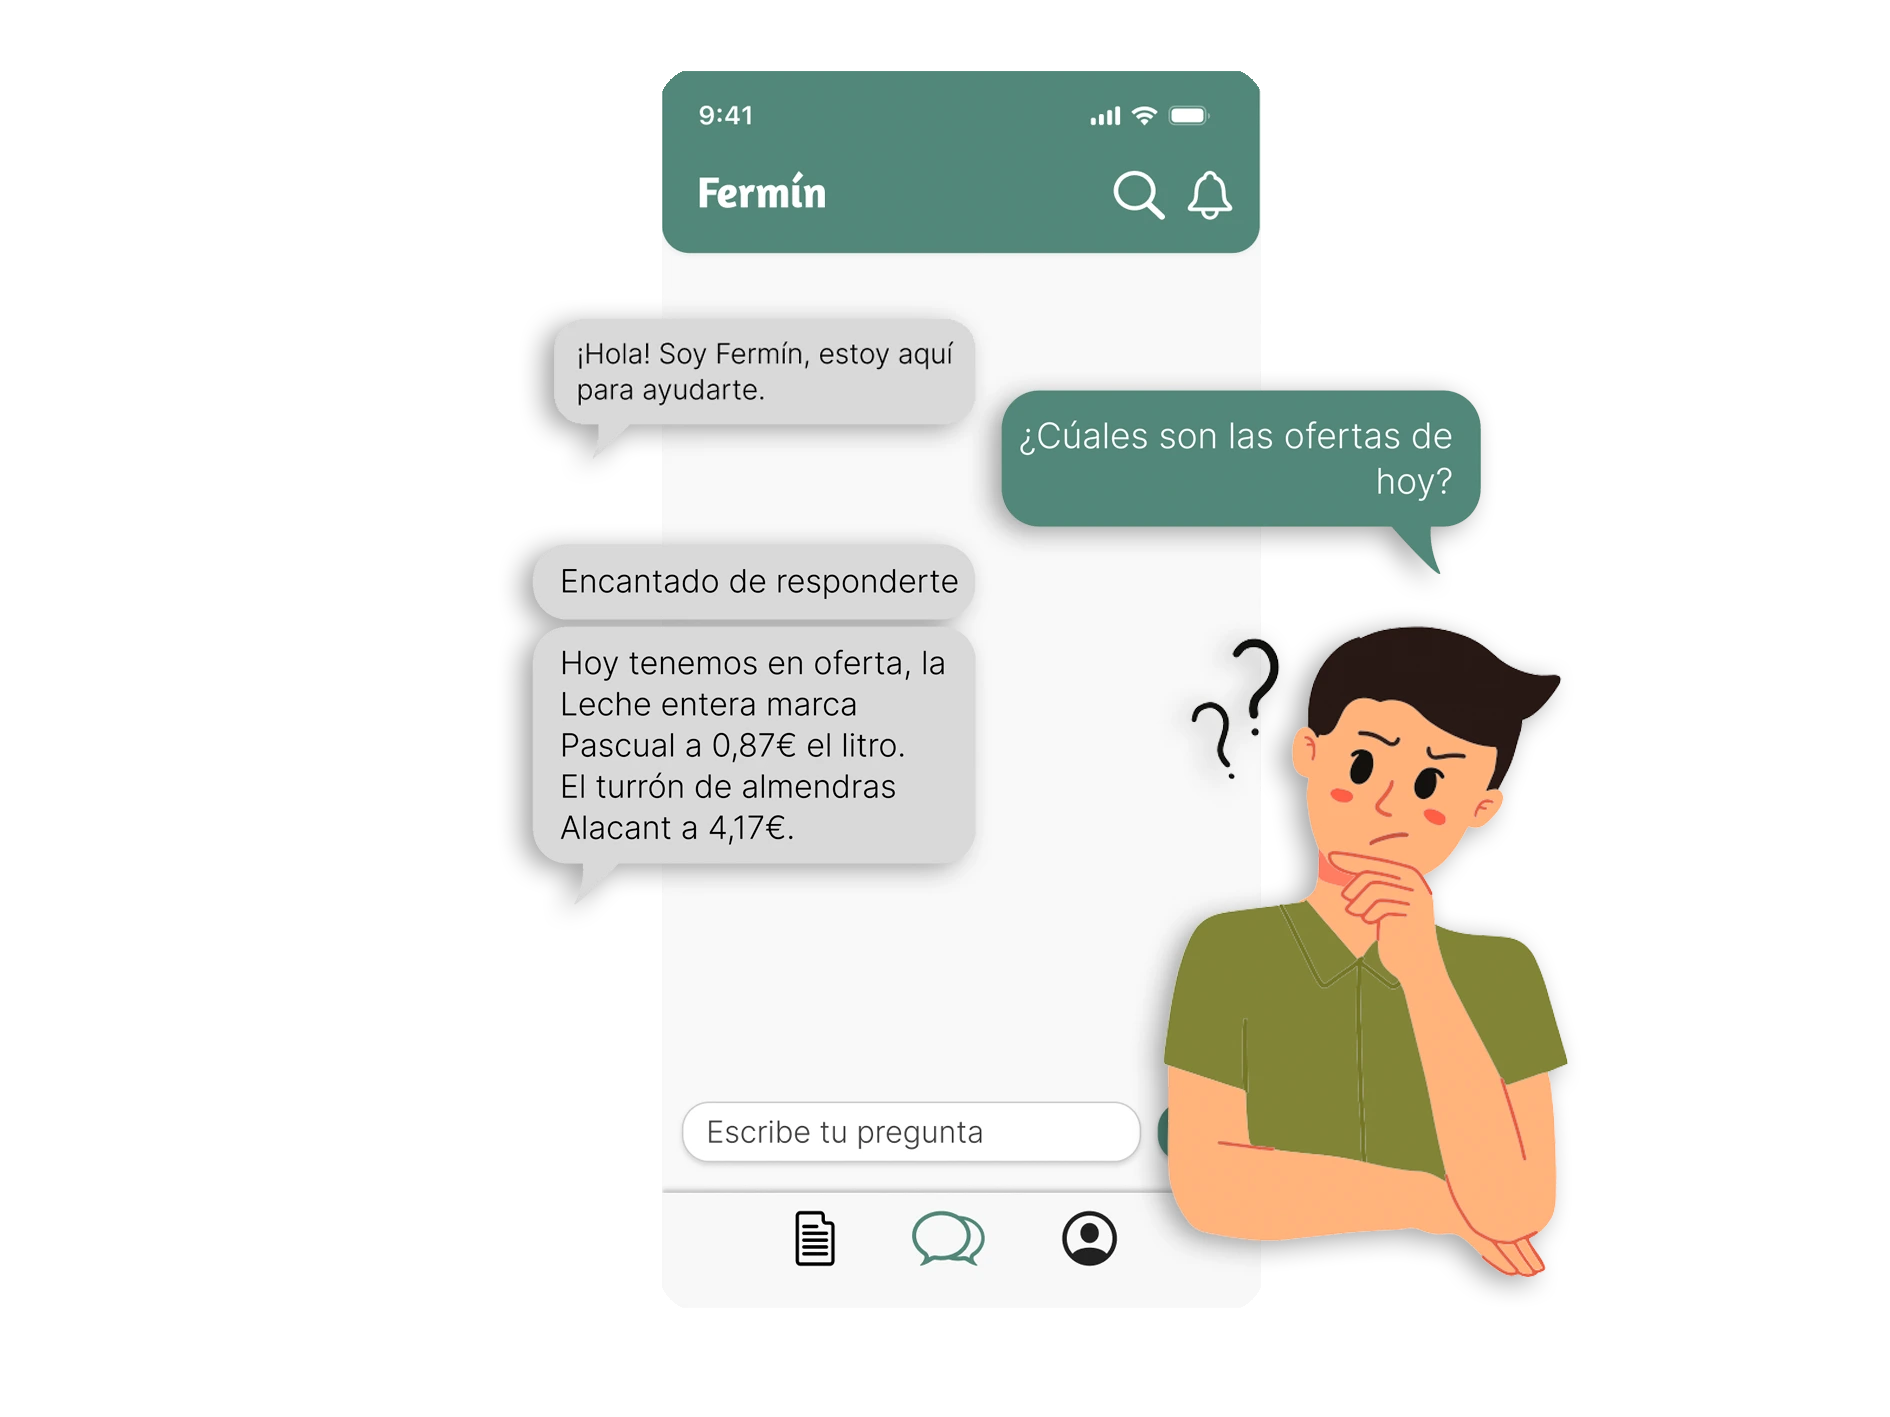 9:41
Fermín
¡Hola! Soy Fermín, estoy aquí
para ayudarte.
¿Cúales son las ofertas de
hoy?
Encantado de responderte
Hoy tenemos en oferta, la
Leche entera marca
Pascual a 0,87€ el litro.
El turrón de almendras
Alacant a 4,17€.
??
Escribe tu pregunta